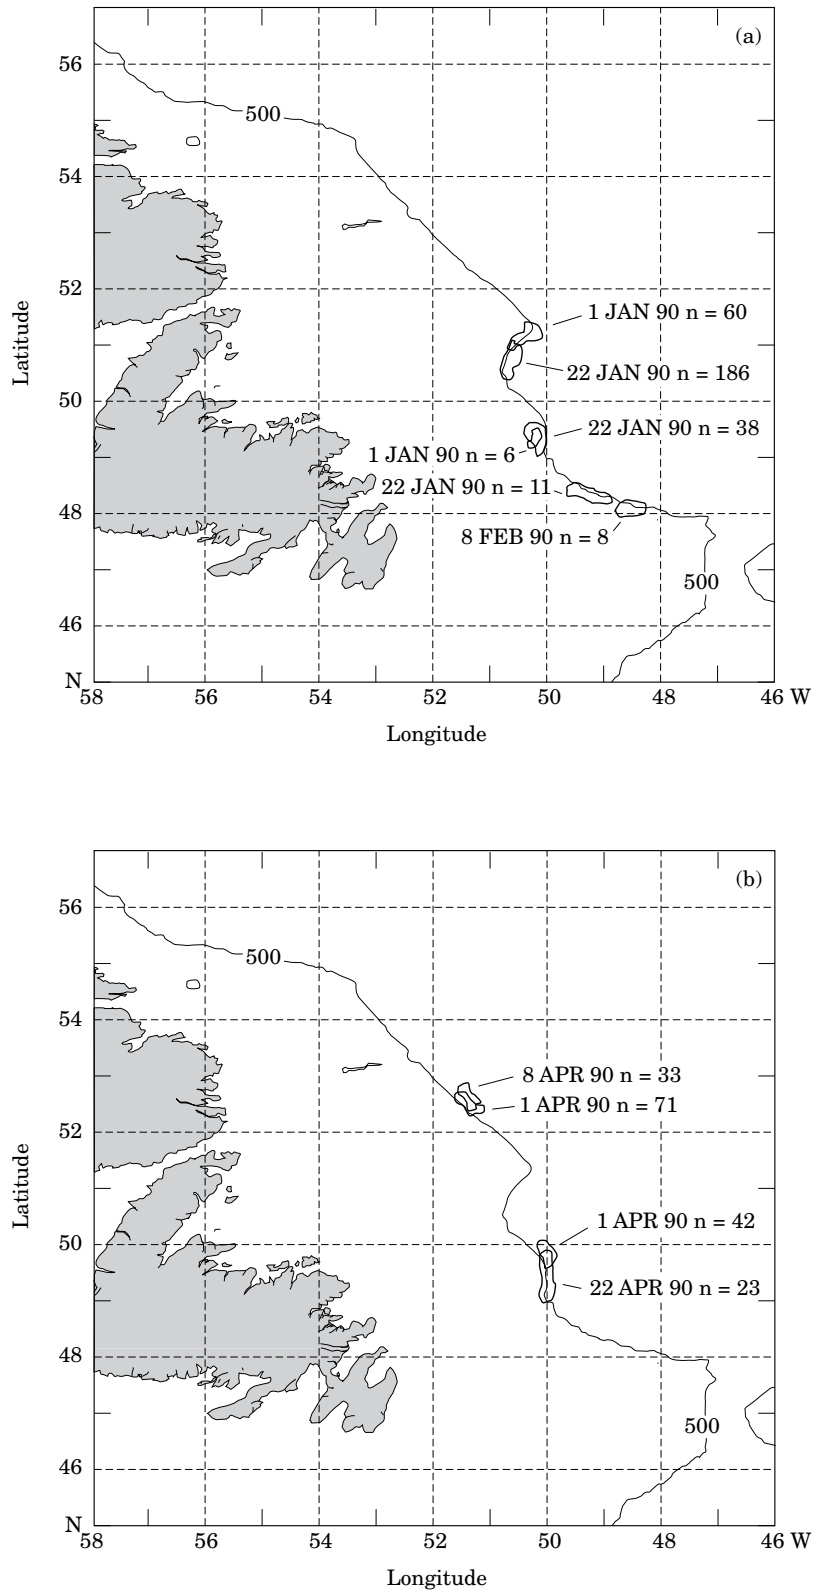 (a)
56
500
54
52
1 JAN 90 n = 60
22 JAN 90 n = 186
Latitude
50
22 JAN 90 n = 38
1 JAN 90 n = 6
22 JAN 90 n = 11
48
8 FEB 90 n = 8
500
46
N
58 56 54 52 50 48 46 W
Longitude
(b)
56
500
54
8 APR 90 n = 33
1 APR 90 n = 71
52
Latitude
1 APR 90 n = 42
50
22 APR 90 n = 23
48
500
46
N
58 56 54 52 50 48 46 W
Longitude